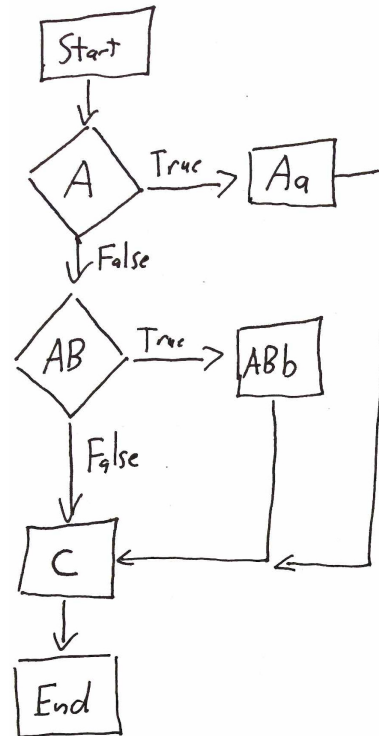 Start
A
True
Aa
False
AB
True
ABb
False
C
End